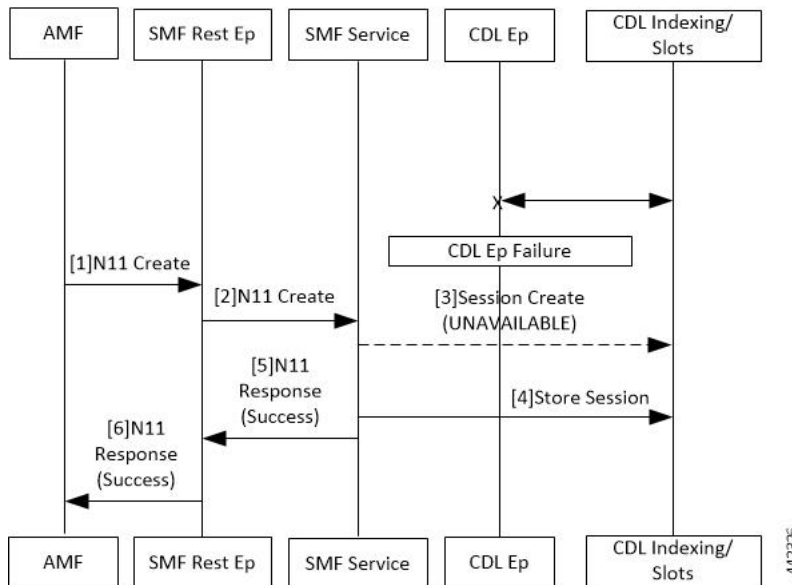 AMF
SMF Rest Ep
SMF Service
CDL Ep
CDL Indexing/
Slots
X
CDL Ep Failure
[1]N11 Create
[2]N11 Create
[3]Session Create
(UNAVAILABLE)
[5]N11
Response
(Success)
[4]Store Session
[6]N11
Response
(Success)
AMF
SMF Rest Ep
SMF Service
CDL Ep
CDL Indexing/
Slots